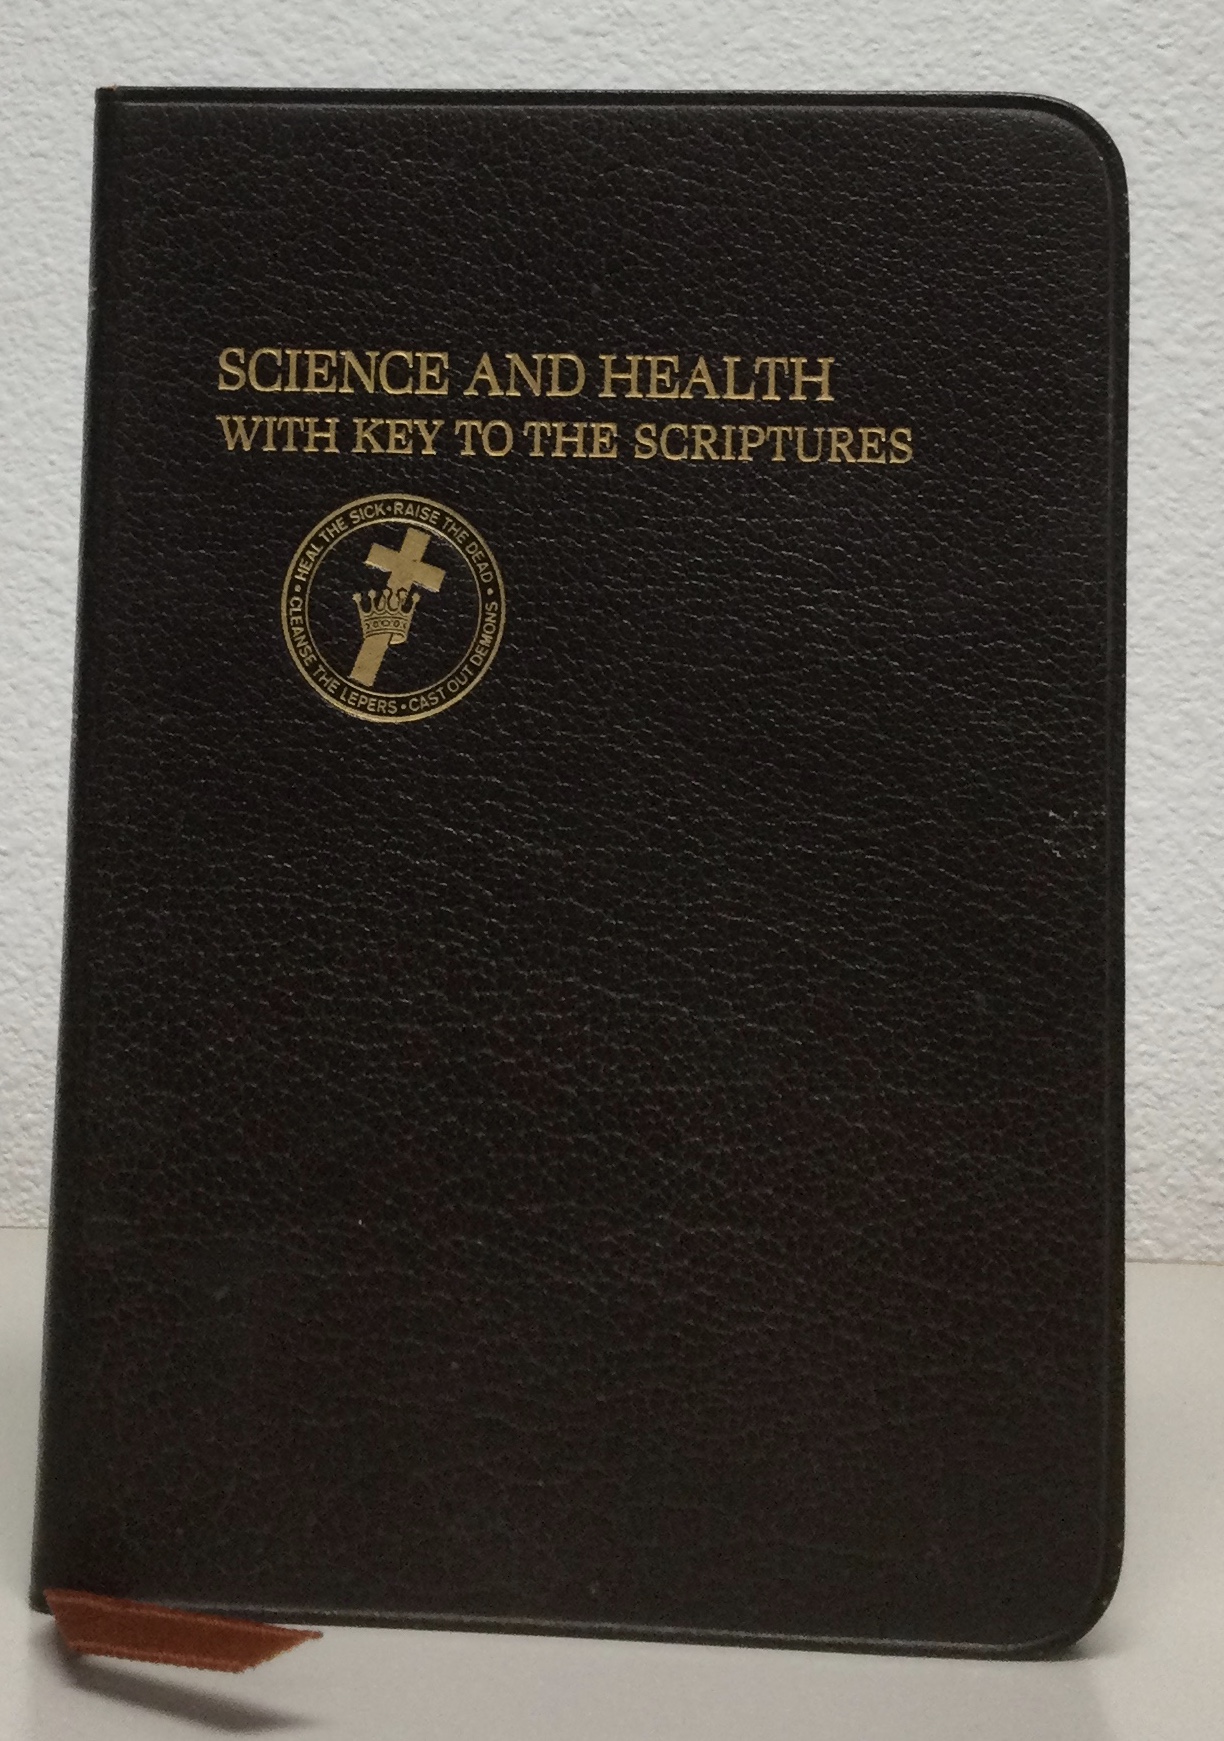 SCIENCE AND HEALTH
WITH KEY TO THE SCRIPTURES
HEAL THE SICK • RAISE THE DEAD • CAST OUT DEMONS • CLEANSE THE LEPERS •